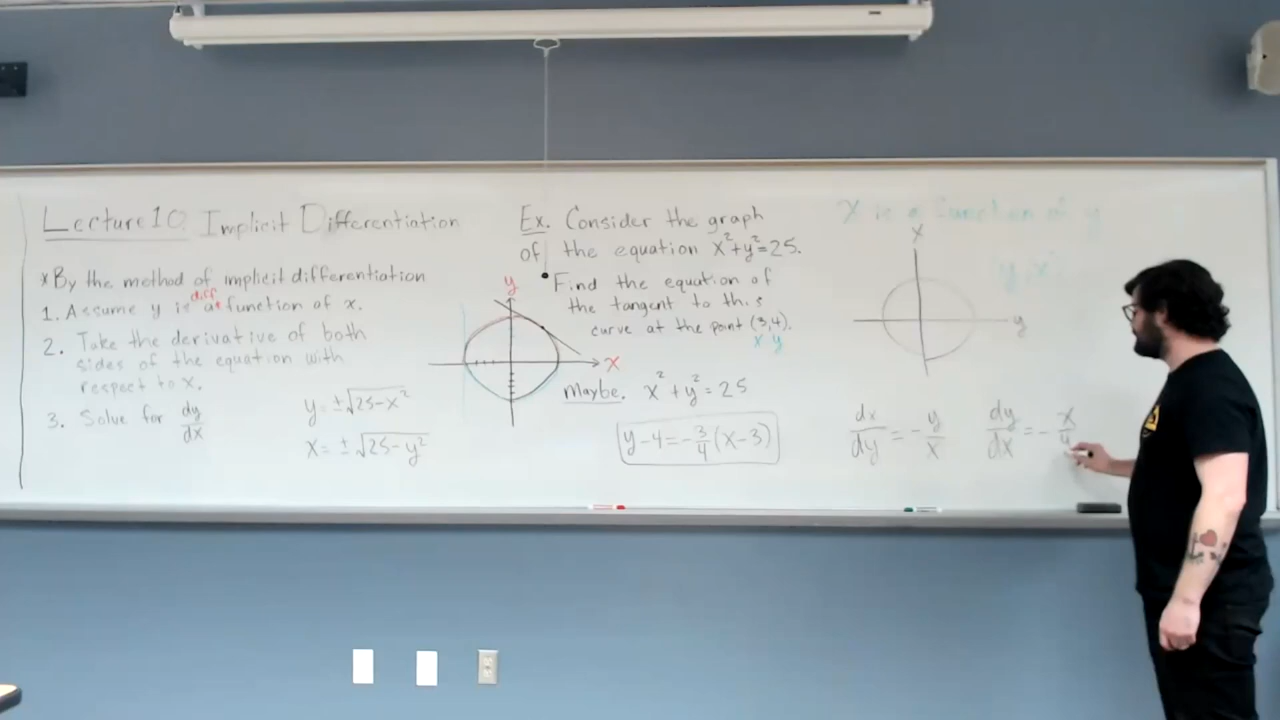 Lecture 10 Implicit Differentiation
*By the method of implicit differentiation
1. Assume y is a diff function of x.
2. Take the derivative of both
sides of the equation with
respect to x.
3. Solve for dy/dx
y = ±√25-x²
x = ±√25-y²
y
x
Ex. Consider the graph
of the equation x²+y²=25.
Find the equation of
the tangent to this
curve at the point (3,4).
x y
Maybe. x²+y²=25
y-4=-3/4(x-3)
x is a function of y
x
y
dx/dy = -y/x
dy/dx = -x/y